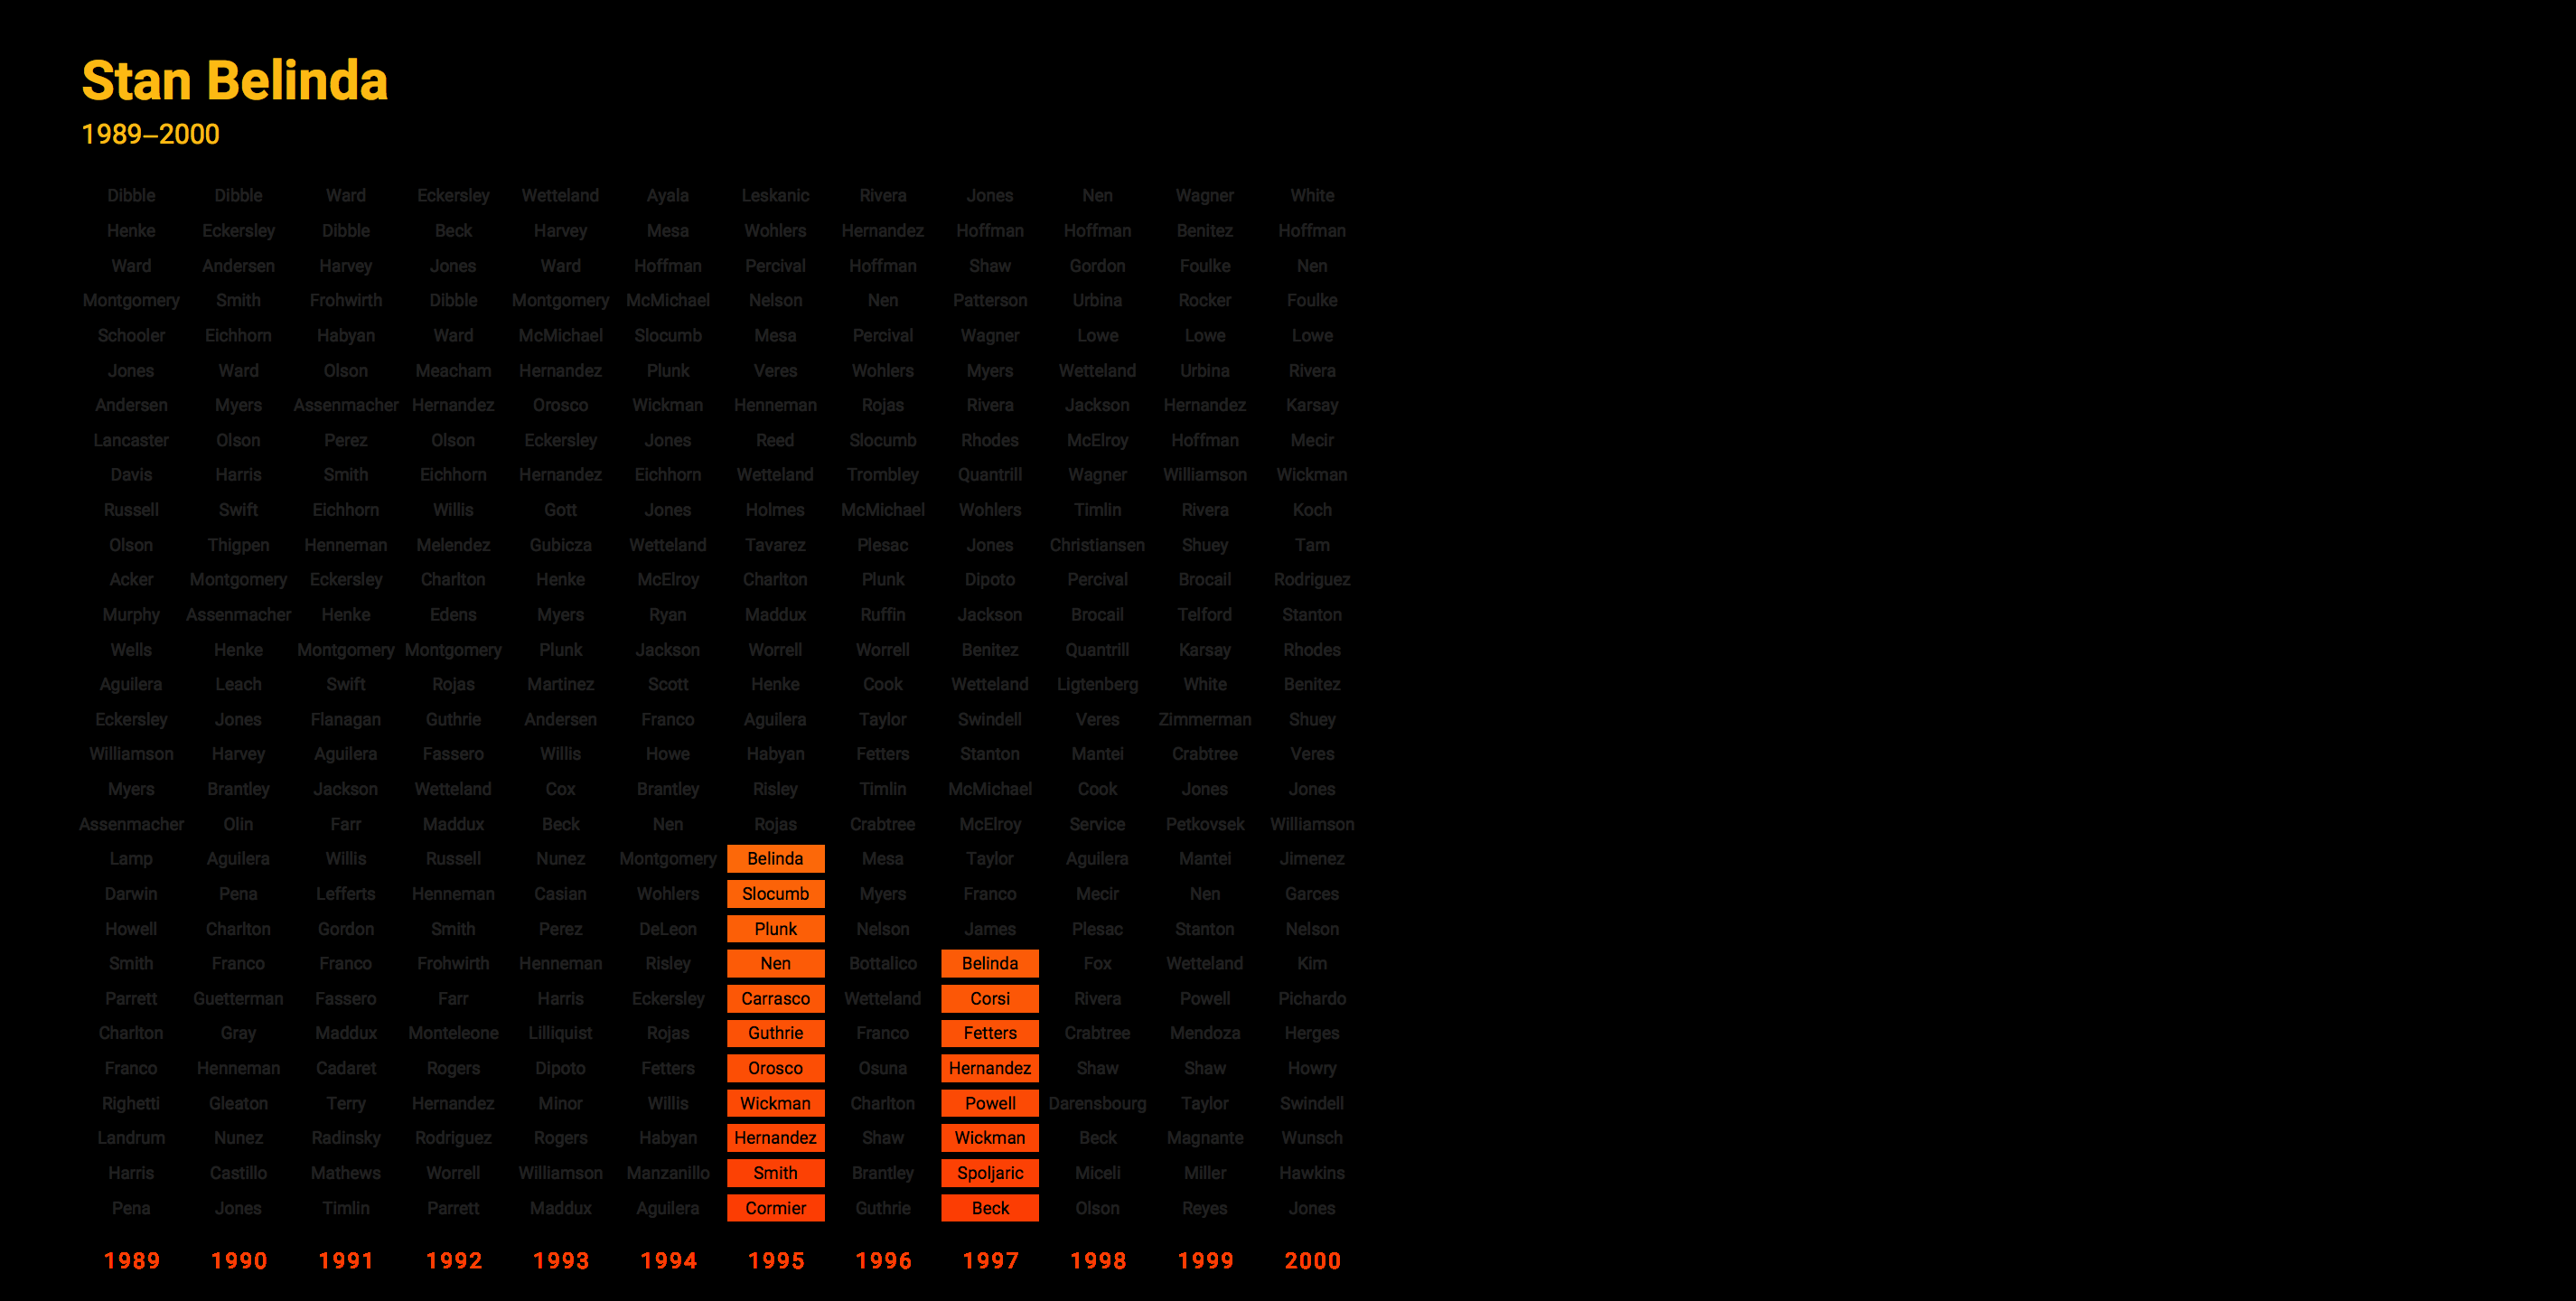 Stan Belinda
1989–2000
Dibble Dibble Ward Eckersley Wetteland Ayala Leskanic Rivera Jones Nen Wagner White
Henke Eckersley Dibble Beck Harvey Mesa Wohlers Hernandez Hoffman Hoffman Benitez Hoffman
Ward Andersen Harvey Jones Ward Hoffman Percival Hoffman Shaw Gordon Foulke Nen
Montgomery Smith Frohwirth Dibble Montgomery McMichael Nelson Nen Patterson Urbina Rocker Foulke
Schooler Eichhorn Habyan Ward McMichael Slocumb Mesa Percival Wagner Lowe Lowe Lowe
Jones Ward Olson Meacham Hernandez Plunk Veres Wohlers Myers Wetteland Urbina Rivera
Andersen Myers Assenmacher Hernandez Orosco Wickman Henneman Rojas Rivera Jackson Hernandez Karsay
Lancaster Olson Perez Olson Eckersley Jones Reed Slocumb Rhodes McElroy Hoffman Mecir
Davis Harris Smith Eichhorn Hernandez Eichhorn Wetteland Trombley Quantrill Wagner Williamson Wickman
Russell Swift Eichhorn Willis Gott Jones Holmes McMichael Wohlers Timlin Rivera Koch
Olson Thigpen Henneman Melendez Gubicza Wetteland Tavarez Plesac Jones Christiansen Shuey Tam
Acker Montgomery Eckersley Charlton Henke McElroy Charlton Plunk Dipoto Percival Brocail Rodriguez
Murphy Assenmacher Henke Edens Myers Ryan Maddux Ruffin Jackson Brocail Telford Stanton
Wells Henke Montgomery Montgomery Plunk Jackson Worrell Worrell Benitez Quantrill Karsay Rhodes
Aguilera Leach Swift Rojas Martinez Scott Henke Cook Wetteland Ligtenberg White Benitez
Eckersley Jones Flanagan Guthrie Andersen Franco Aguilera Taylor Swindell Veres Zimmerman Shuey
Williamson Harvey Aguilera Fassero Willis Howe Habyan Fetters Stanton Mantei Crabtree Veres
Myers Brantley Jackson Wetteland Cox Brantley Risley Timlin McMichael Cook Jones Jones
Assenmacher Olin Farr Maddux Beck Nen Rojas Crabtree McElroy Service Petkovsek Williamson
Lamp Aguilera Willis Russell Nunez Montgomery Belinda Mesa Taylor Aguilera Mantei Jimenez
Darwin Pena Lefferts Henneman Casian Wohlers Slocumb Myers Franco Mecir Nen Garces
Howell Charlton Gordon Smith Perez DeLeon Plunk Nelson James Plesac Stanton Nelson
Smith Franco Franco Frohwirth Henneman Risley Nen Bottalico Belinda Fox Wetteland Kim
Parrett Guetterman Fassero Farr Harris Eckersley Carrasco Wetteland Corsi Rivera Powell Pichardo
Charlton Gray Maddux Monteleone Lilliquist Rojas Guthrie Franco Fetters Crabtree Mendoza Herges
Franco Henneman Cadaret Rogers Dipoto Fetters Orosco Osuna Hernandez Shaw Shaw Howry
Righetti Gleaton Terry Hernandez Minor Willis Wickman Charlton Powell Darensbourg Taylor Swindell
Landrum Nunez Radinsky Rodriguez Rogers Habyan Hernandez Shaw Wickman Beck Magnante Wunsch
Harris Castillo Mathews Worrell Williamson Manzanillo Smith Brantley Spoljaric Miceli Miller Hawkins
Pena Jones Timlin Parrett Maddux Aguilera Cormier Guthrie Beck Olson Reyes Jones
1989 1990 1991 1992 1993 1994 1995 1996 1997 1998 1999 2000